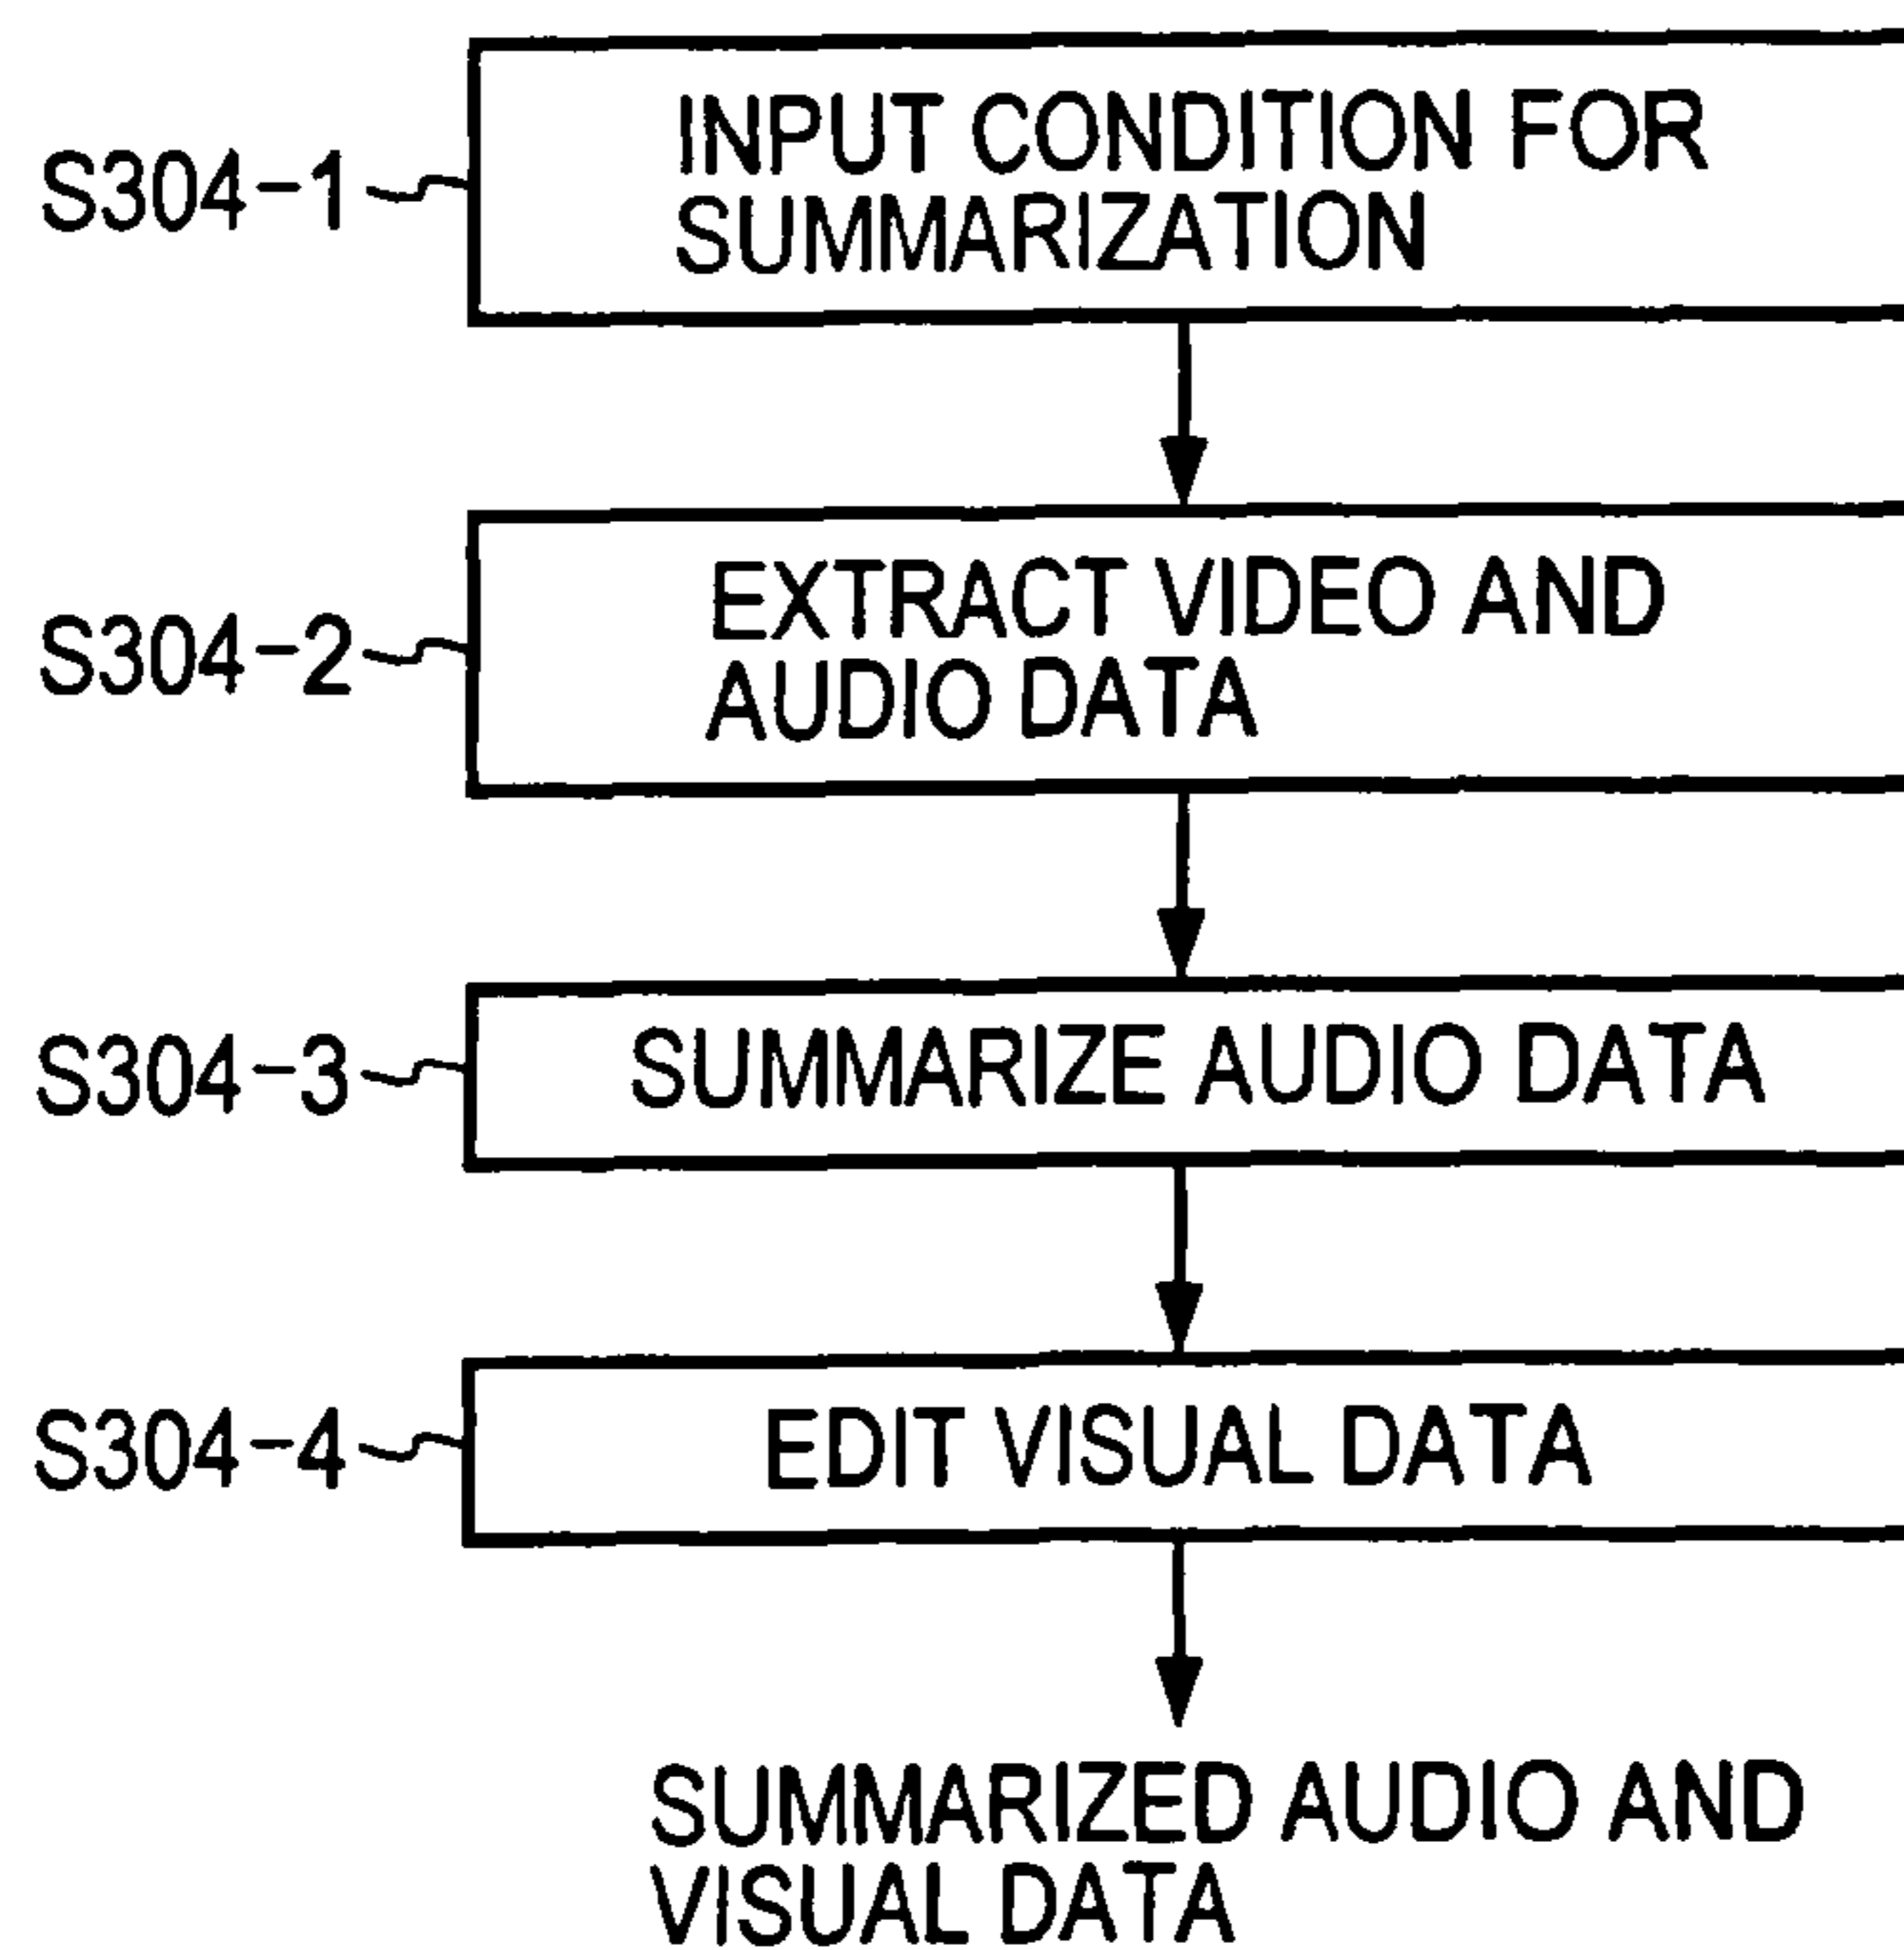 INPUT CONDITION FOR
S304-1
SUMMARIZATION
EXTRACT VIDEO AND
S304-2
AUDIO DATA
S304-3
SUMMARIZE AUDIO DATA
S304-4
EDIT VISUAL DATA
SUMMARIZED AUDIO AND
VISUAL DATA